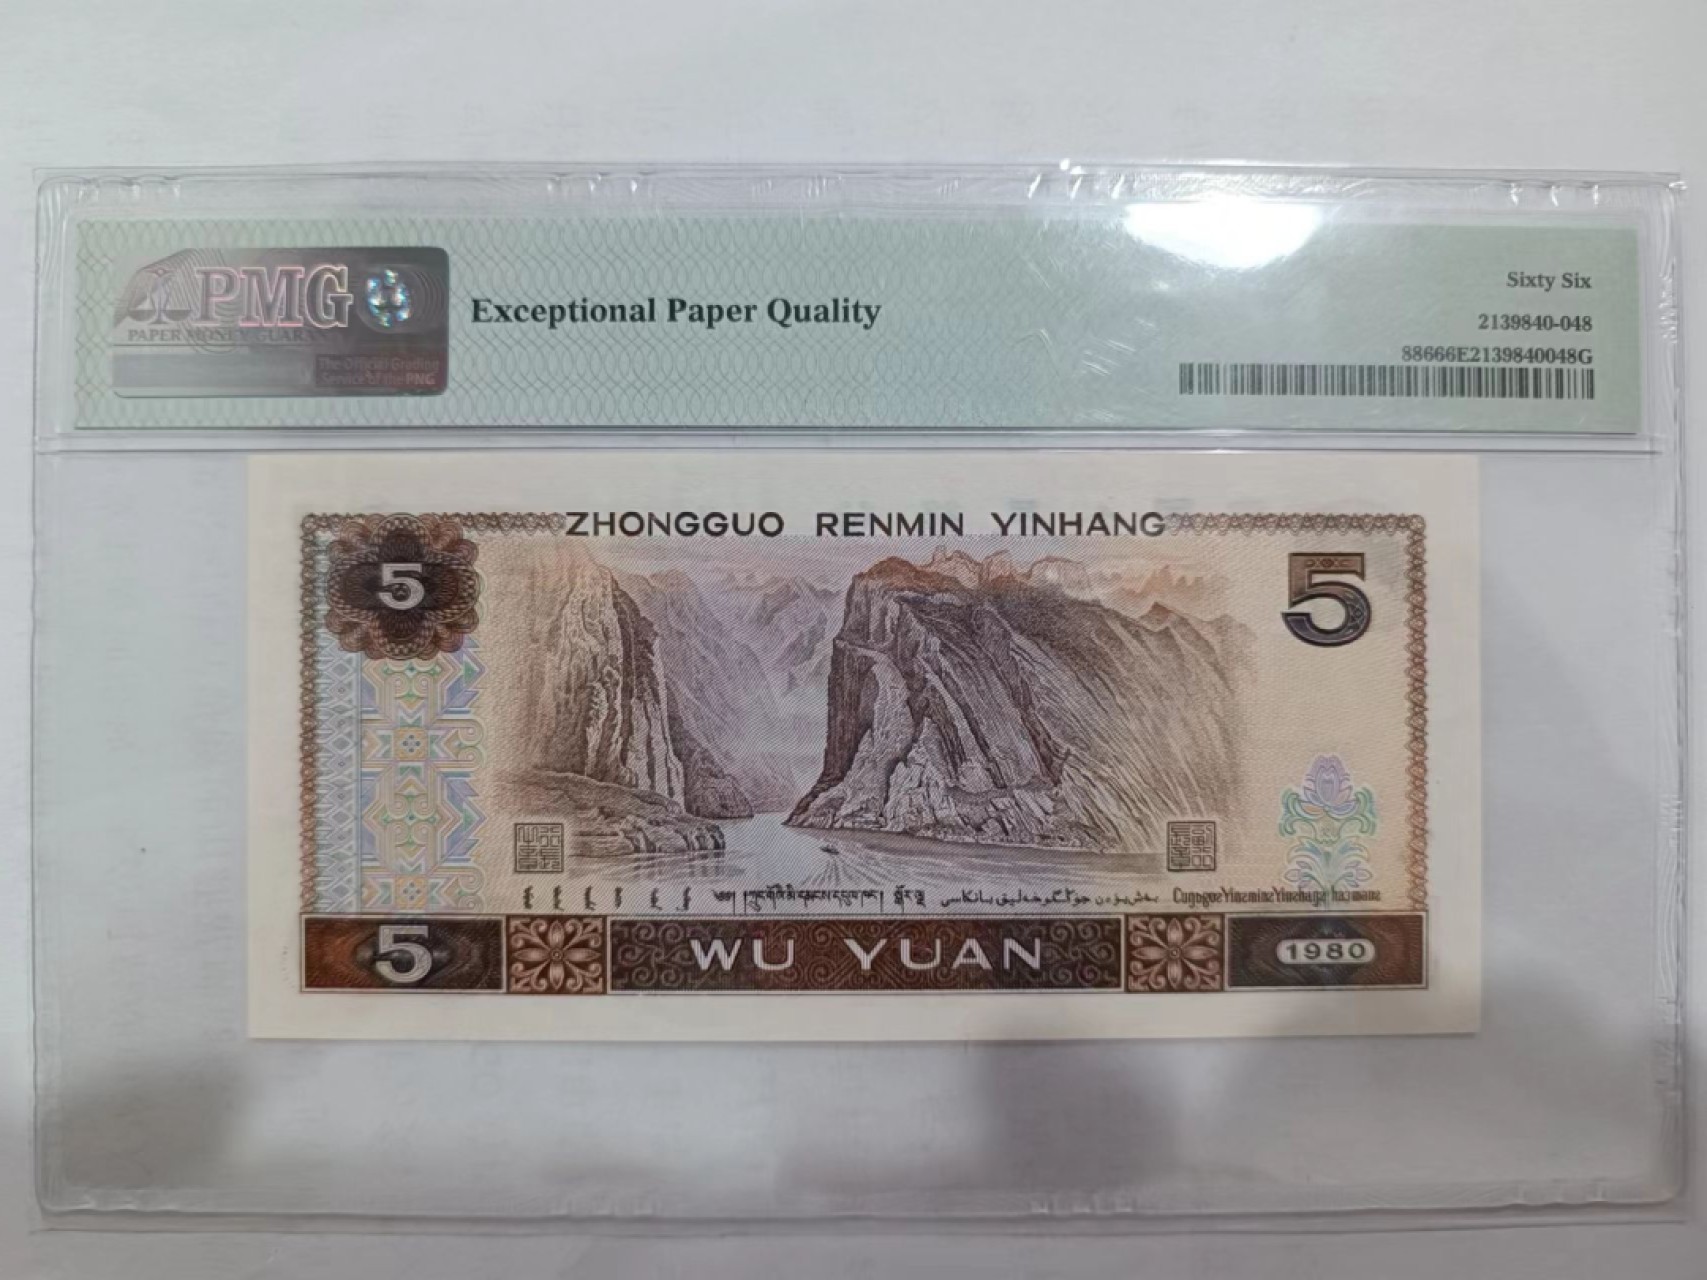 PMG
PAPER MONEY GUARANTY
The Official Grading
Service of the PNG
Exceptional Paper Quality
Sixty Six
2139840-048
88666E2139840048G
ZHONGGUO RENMIN YINHANG
5
5
5
WU YUAN
1980